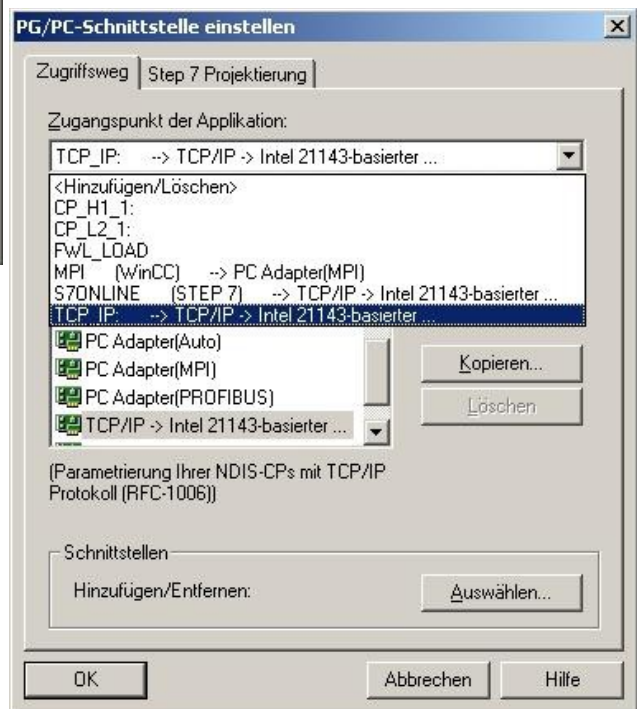 PG/PC-Schnittstelle einstellen
Zugriffsweg
Step 7 Projektierung
Zugangspunkt der Applikation:
TCP_IP: --> TCP/IP -> Intel 21143-basierter ...
<Hinzufügen/Löschen>
CP_H1_1:
CP_L2_1:
FWL_LOAD
MPI (WinCC) --> PC Adapter(MPI)
S7ONLINE (STEP 7) --> TCP/IP -> Intel 21143-basierter ...
TCP_IP: --> TCP/IP -> Intel 21143-basierter ...
PC Adapter(Auto)
PC Adapter(MPI)
PC Adapter(PROFIBUS)
TCP/IP -> Intel 21143-basierter ...
Kopieren...
Löschen
(Parametrierung Ihrer NDIS-CPs mit TCP/IP
Protokoll (RFC-1006))
Schnittstellen
Hinzufügen/Entfernen:
Auswählen...
OK
Abbrechen
Hilfe